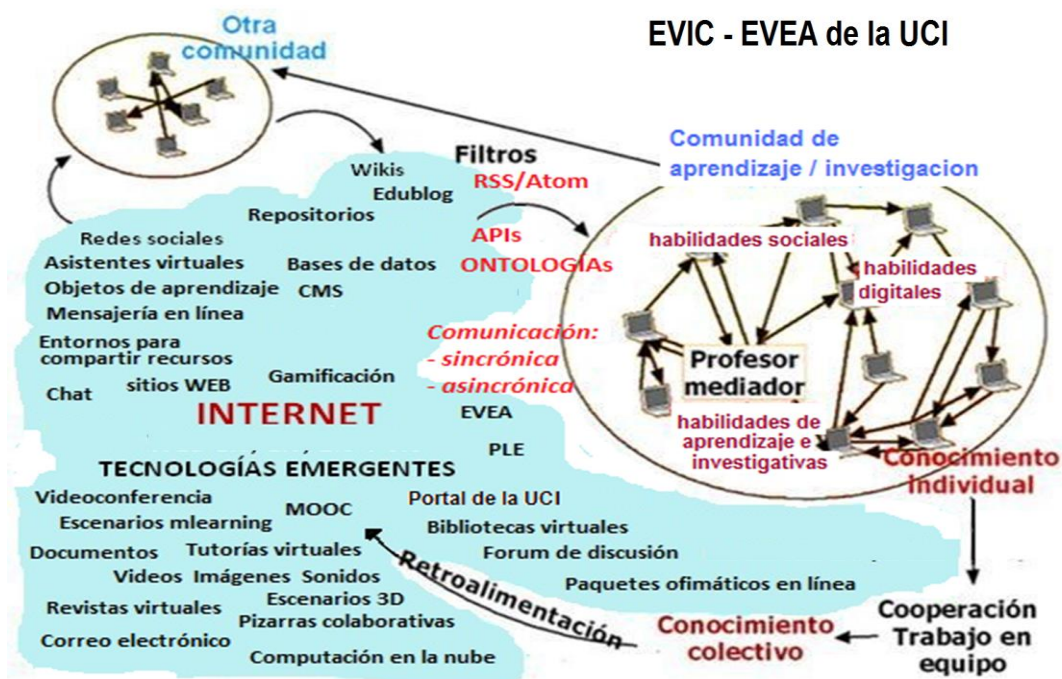 EVIC - EVEA de la UCI
Otra
comunidad
Comunidad de
aprendizaje / investigacion
Filtros
RSS/Atom
APIs
ONTOLOGÍAs
Comunicación:
- sincrónica
- asincrónica
Wikis
Edublog
Repositorios
Redes sociales
Asistentes virtuales
Bases de datos
Objetos de aprendizaje
CMS
Mensajería en línea
Entornos para
compartir recursos
Chat
sitios WEB
Gamificación
INTERNET
EVEA
PLE
habilidades sociales
habilidades
digitales
Profesor
mediador
habilidades de
aprendizaje e
investigativas
Conocimiento
individual
TECNOLOGÍAS EMERGENTES
Videoconferencia
MOOC
Portal de la UCI
Escenarios mlearning
Bibliotecas virtuales
Documentos
Tutorías virtuales
Forum de discusión
Videos Imágenes Sonidos
Paquetes ofimáticos en línea
Escenarios 3D
Revistas virtuales
Pizarras colaborativas
Correo electrónico
Computación en la nube
Retroalimentación
Conocimiento
colectivo
Cooperación
Trabajo en
equipo